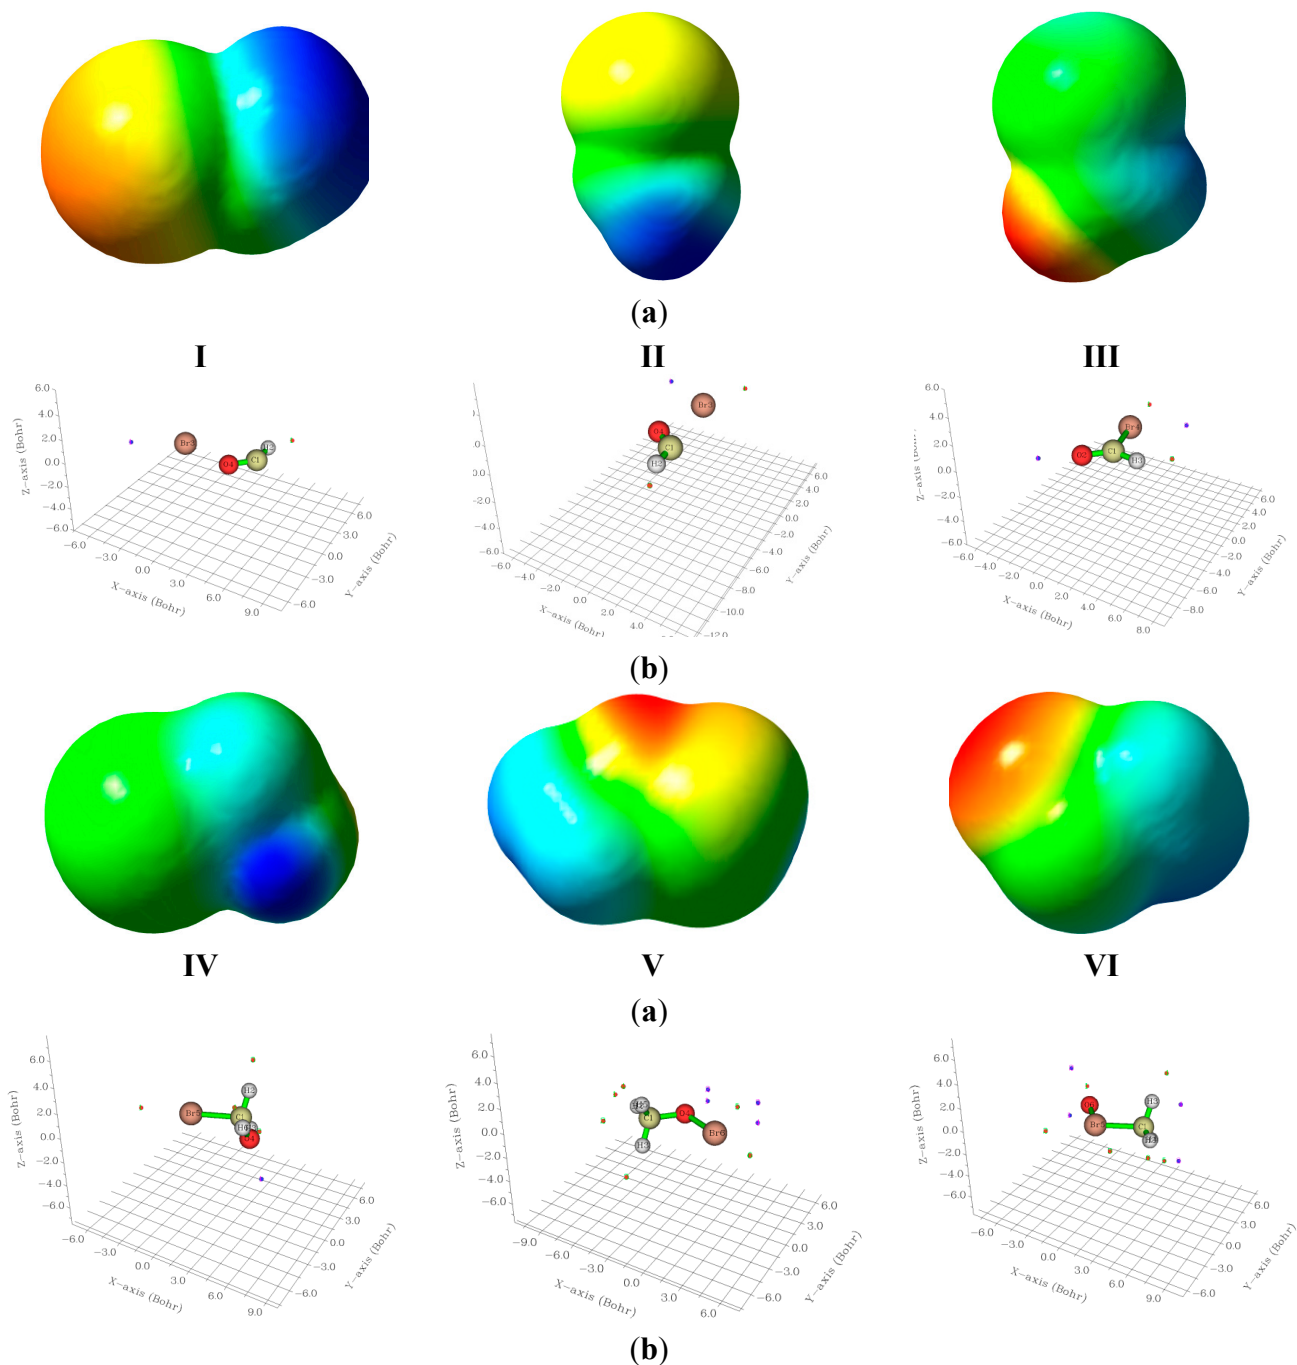 (a)
I II III
6.0 4.0 2.0 0.0 −2.0 −4.0 −6.0 Z−axis (Bohr) Br3 O4 C1 H2 −6.0 −3.0 0.0 3.0 6.0 9.0 X−axis (Bohr) −6.0 −3.0 0.0 3.0 6.0 Y−axis (Bohr)
−2.0 −4.0 −6.0 Br3 O4 C1 H2 −6.0 −4.0 −2.0 0.0 2.0 4.0 X−axis (Bohr) −12.0 −10.0 −8.0 −6.0 −4.0 −2.0 0.0 2.0 4.0 6.0 Y−axis (Bohr)
6.0 4.0 2.0 0.0 −2.0 −4.0 −6.0 Z−axis (Bohr) Br4 O2 C1 H3 −6.0 −4.0 −2.0 0.0 2.0 4.0 6.0 8.0 X−axis (Bohr) −8.0 −6.0 −4.0 −2.0 0.0 2.0 4.0 6.0 Y−axis (Bohr)
(b)
IV V VI
(a)
6.0 4.0 2.0 0.0 −2.0 −4.0 −6.0 Z−axis (Bohr) Br5 C1 H2 H6 O4 −6.0 −3.0 0.0 3.0 6.0 9.0 X−axis (Bohr) −6.0 −3.0 0.0 3.0 6.0 Y−axis (Bohr)
6.0 4.0 2.0 0.0 −2.0 −4.0 −6.0 Z−axis (Bohr) C1 O4 Br6 H3 −9.0 −6.0 −3.0 0.0 3.0 6.0 X−axis (Bohr) −6.0 −3.0 0.0 3.0 6.0 Y−axis (Bohr)
6.0 4.0 2.0 0.0 −2.0 −4.0 −6.0 Z−axis (Bohr) O6 Br5 C1 H3 −6.0 −3.0 0.0 3.0 6.0 9.0 X−axis (Bohr) −6.0 −3.0 0.0 3.0 6.0 Y−axis (Bohr)
(b)